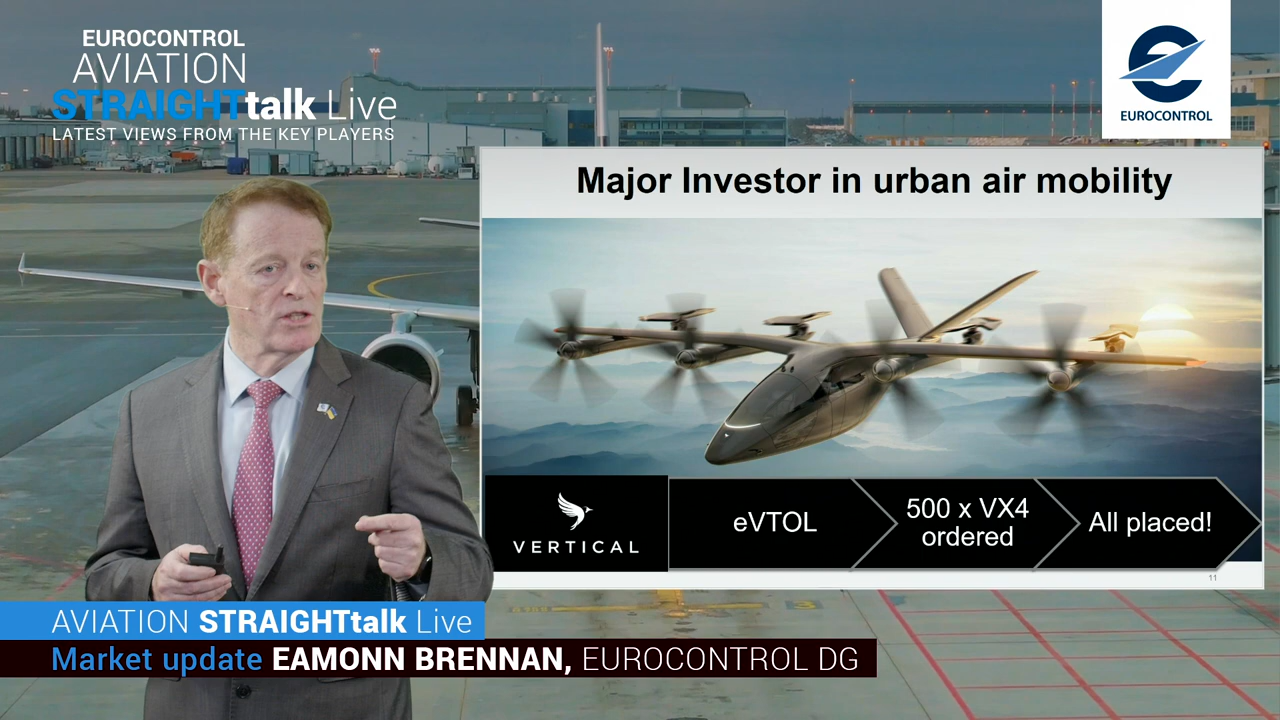 EUROCONTROL
AVIATION
STRAIGHTtalk Live
LATEST VIEWS FROM THE KEY PLAYERS
EUROCONTROL
Major Investor in urban air mobility
VERTICAL
eVTOL
500 x VX4
ordered
All placed!
11
AVIATION STRAIGHTtalk Live
Market update EAMONN BRENNAN, EUROCONTROL DG